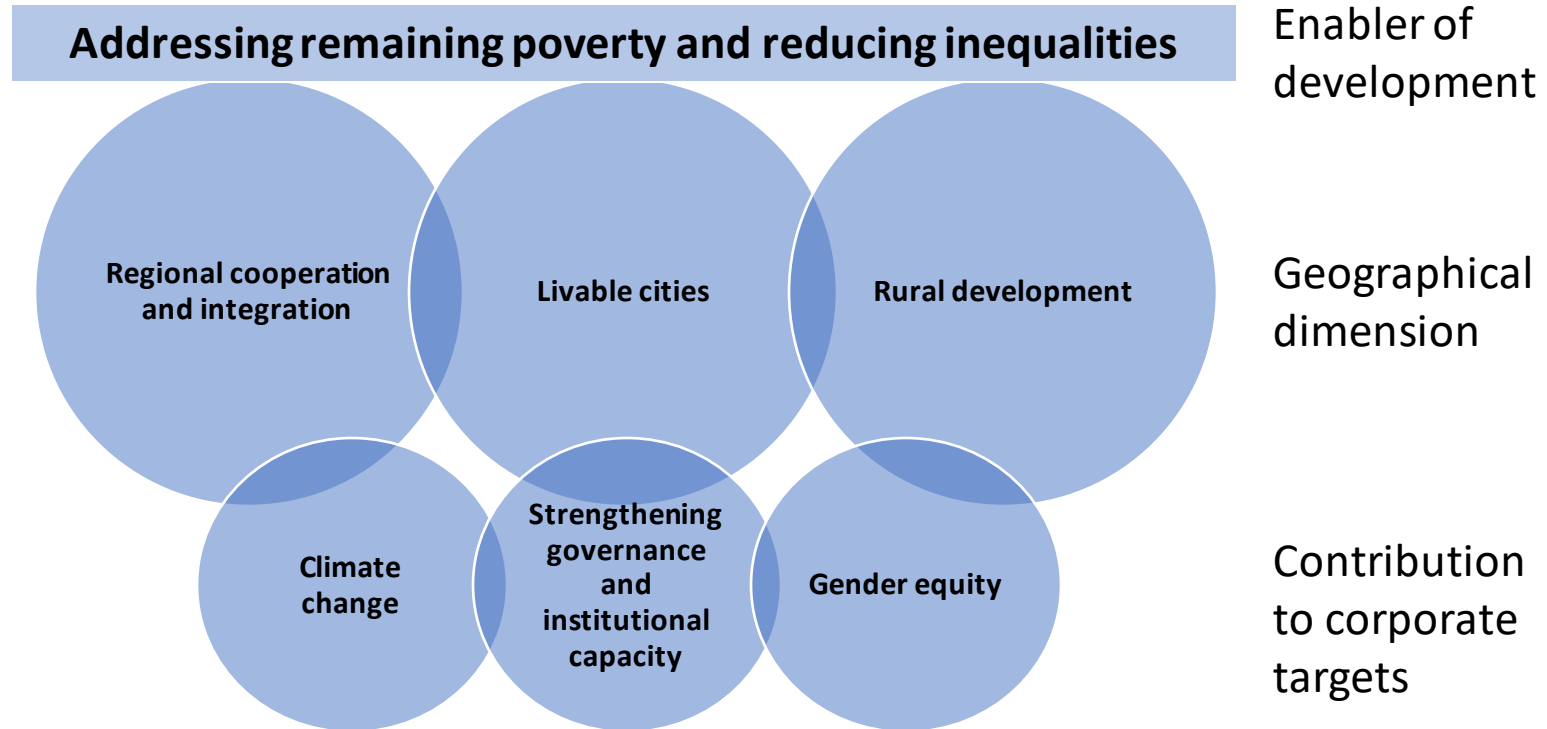 Addressing remaining poverty and reducing inequalities
Enabler of
development
Regional cooperation
and integration
Livable cities
Rural development
Geographical
dimension
Climate
change
Strengthening
governance
and
institutional
capacity
Gender equity
Contribution
to corporate
targets